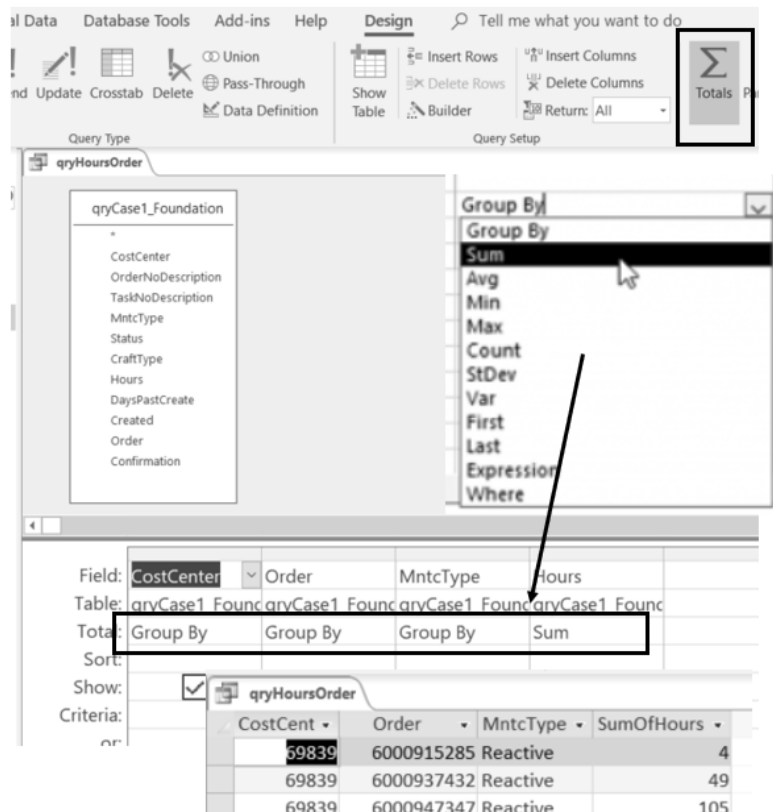 al Data Database Tools Add-ins Help Design Tell me what you want to do
nd Update Crosstab Delete
Union
Pass-Through
Data Definition
Show Table
Insert Rows
Delete Rows
Builder
Insert Columns
Delete Columns
Return: All
Totals
Query Type Query Setup
qryHoursOrder
qryCase1_Foundation
*
CostCenter
OrderNoDescription
TaskNoDescription
MntcType
Status
CraftType
Hours
DaysPastCreate
Created
Order
Confirmation
Group By
Group By
Sum
Avg
Min
Max
Count
StDev
Var
First
Last
Expression
Where
Field: CostCenter Order MntcType Hours
Table: qryCase1_Founc qryCase1_Founc qryCase1_Founc qryCase1_Founc
Total: Group By Group By Group By Sum
Sort:
Show:
Criteria:
or:
qryHoursOrder
CostCent Order MntcType SumOfHours
69839 6000915285 Reactive 4
69839 6000937432 Reactive 49
69839 6000947347 Reactive 105